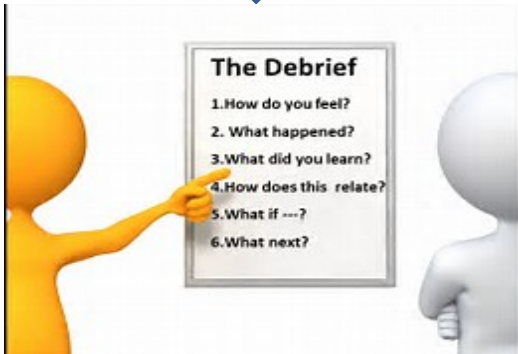 The Debrief
1.How do you feel?
2. What happened?
3.What did you learn?
4.How does this relate?
5.What if ---?
6.What next?